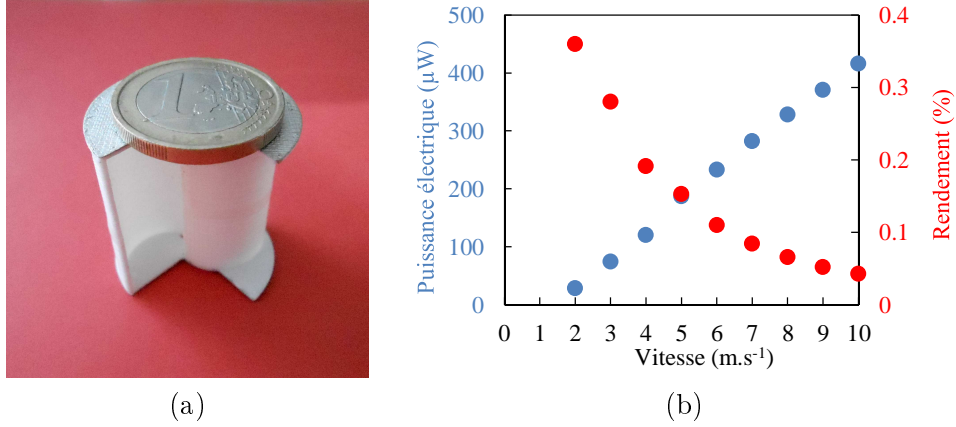 1
500
400
300
200
100
0
Puissance électrique (µW)
0.4
0.3
0.2
0.1
0
Rendement (%)
0 1 2 3 4 5 6 7 8 9 10
Vitesse (m.s⁻¹)
(a)
(b)